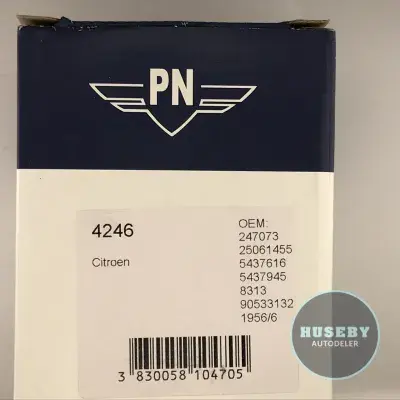 PN
4246
Citroen
OEM:
247073
25061455
5437616
5437945
8313
90533132
1956/6
3 830058 104705
HUSEBY
AUTODELER